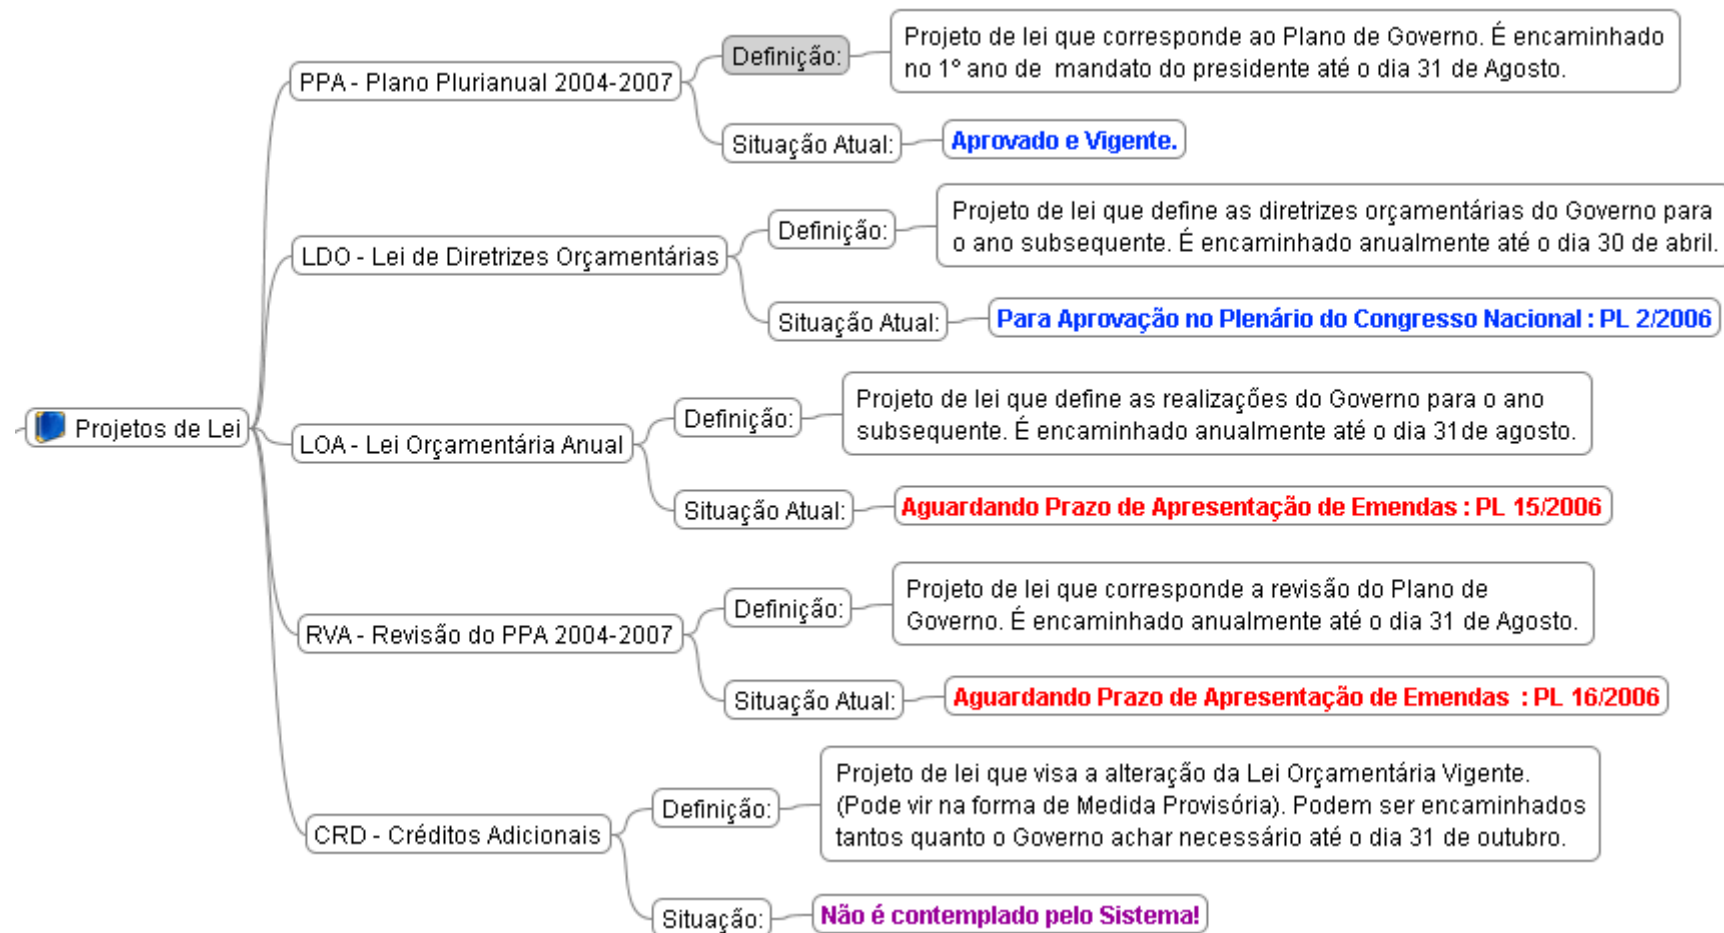 Projetos de Lei
PPA - Plano Plurianual 2004-2007
Definição:
Projeto de lei que corresponde ao Plano de Governo. É encaminhado
no 1º ano de mandato do presidente até o dia 31 de Agosto.
Situação Atual:
Aprovado e Vigente.
LDO - Lei de Diretrizes Orçamentárias
Definição:
Projeto de lei que define as diretrizes orçamentárias do Governo para
o ano subsequente. É encaminhado anualmente até o dia 30 de abril.
Situação Atual:
Para Aprovação no Plenário do Congresso Nacional : PL 2/2006
LOA - Lei Orçamentária Anual
Definição:
Projeto de lei que define as realizações do Governo para o ano
subsequente. É encaminhado anualmente até o dia 31de agosto.
Situação Atual:
Aguardando Prazo de Apresentação de Emendas : PL 15/2006
RVA - Revisão do PPA 2004-2007
Definição:
Projeto de lei que corresponde a revisão do Plano de
Governo. É encaminhado anualmente até o dia 31 de Agosto.
Situação Atual:
Aguardando Prazo de Apresentação de Emendas : PL 16/2006
CRD - Créditos Adicionais
Definição:
Projeto de lei que visa a alteração da Lei Orçamentária Vigente.
(Pode vir na forma de Medida Provisória). Podem ser encaminhados
tantos quanto o Governo achar necessário até o dia 31 de outubro.
Situação:
Não é contemplado pelo Sistema!